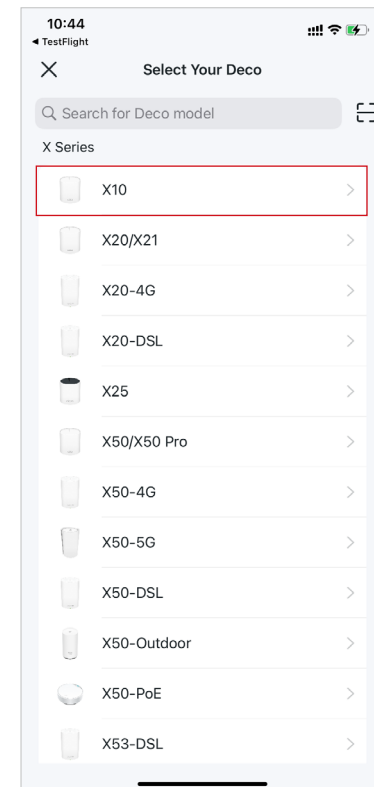 10:44
◀ TestFlight
Select Your Deco
Search for Deco model
X Series
X10
X20/X21
X20-4G
X20-DSL
X25
X50/X50 Pro
X50-4G
X50-5G
X50-DSL
X50-Outdoor
X50-PoE
X53-DSL